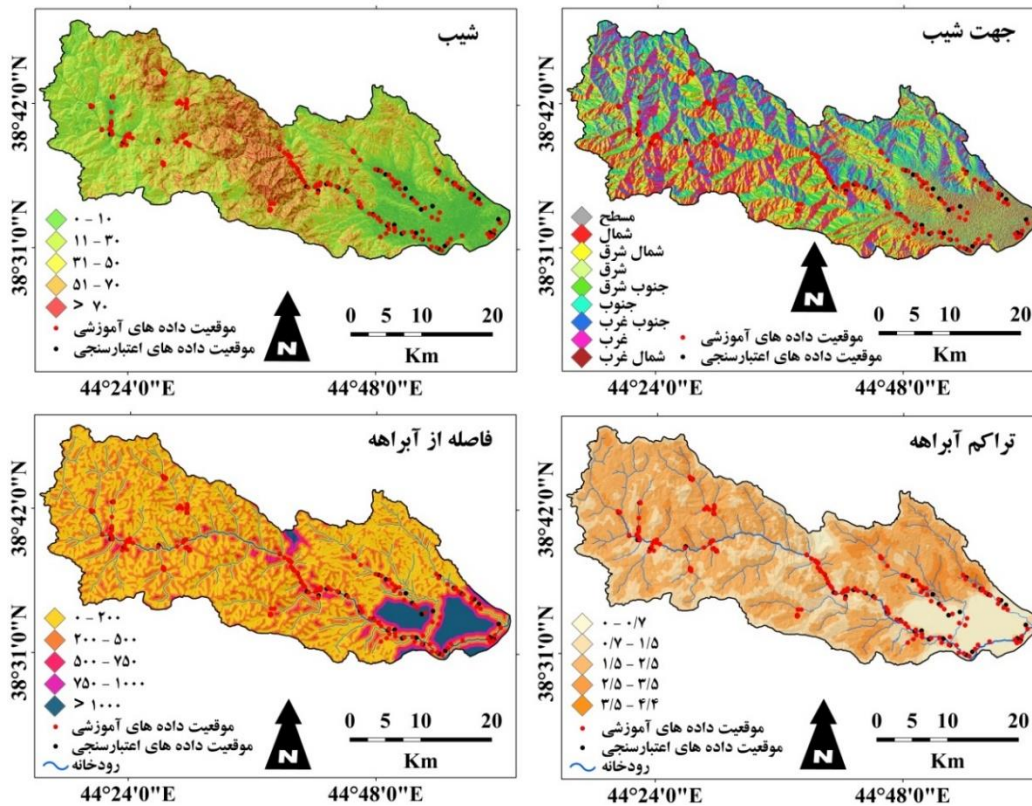 شیب
38°42'0"N
38°31'0"N
۰ - ۱۰
۱۱ - ۳۰
۳۱ - ۵۰
۵۱ - ۷۰
> ۷۰
موقعیت داده های آموزشی
موقعیت داده های اعتبارسنجی
N
0 5 10 20
Km
44°24'0"E 44°48'0"E
جهت شیب
38°42'0"N
38°31'0"N
مسطح
شمال
شمال شرق
شرق
جنوب شرق
جنوب
جنوب غرب
غرب
شمال غرب
موقعیت داده های آموزشی
موقعیت داده های اعتبارسنجی
N
0 5 10 20
Km
44°24'0"E 44°48'0"E
فاصله از آبراهه
38°42'0"N
38°31'0"N
۰ - ۲۰۰
۲۰۰ - ۵۰۰
۵۰۰ - ۷۵۰
۷۵۰ - ۱۰۰۰
> ۱۰۰۰
موقعیت داده های آموزشی
موقعیت داده های اعتبارسنجی
رودخانه
N
0 5 10 20
Km
44°24'0"E 44°48'0"E
تراکم آبراهه
38°42'0"N
38°31'0"N
۰ - ۰/۷
۰/۷ - ۱/۵
۱/۵ - ۲/۵
۲/۵ - ۳/۵
۳/۵ - ۴/۴
موقعیت داده های آموزشی
موقعیت داده های اعتبارسنجی
رودخانه
N
0 5 10 20
Km
44°24'0"E 44°48'0"E